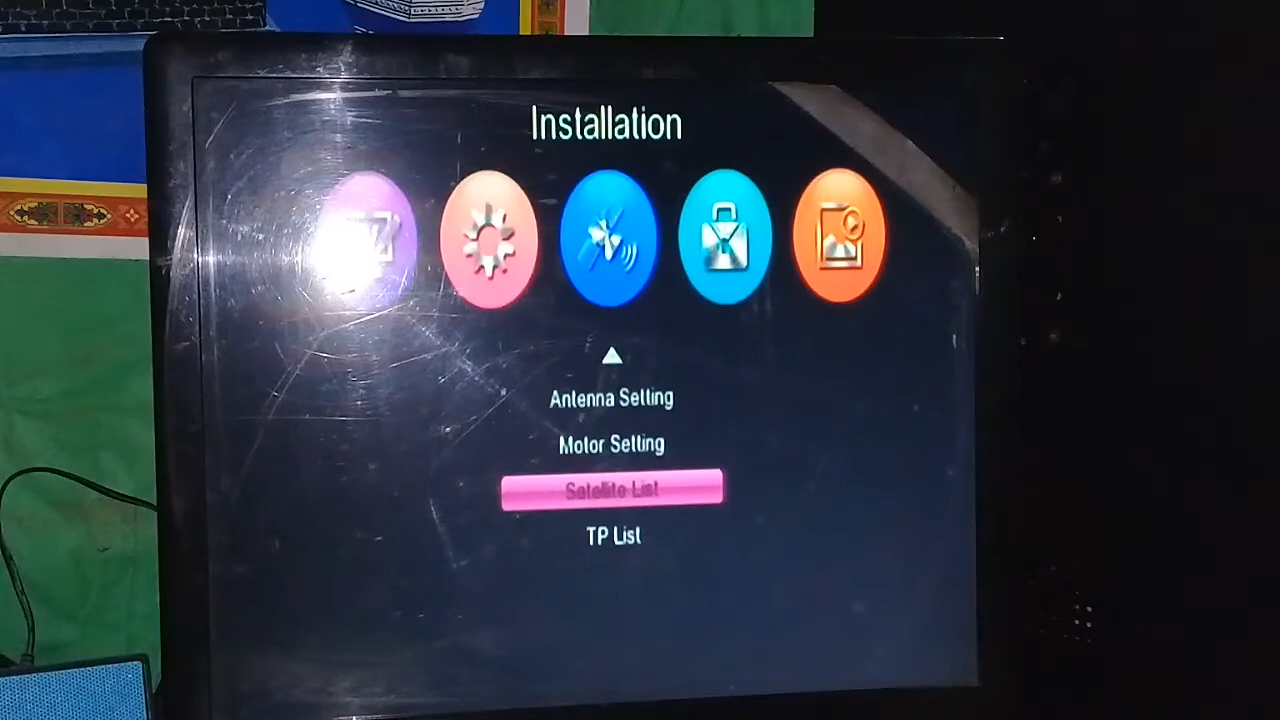 Installation
Antenna Setting
Motor Setting
Satellite List
TP List